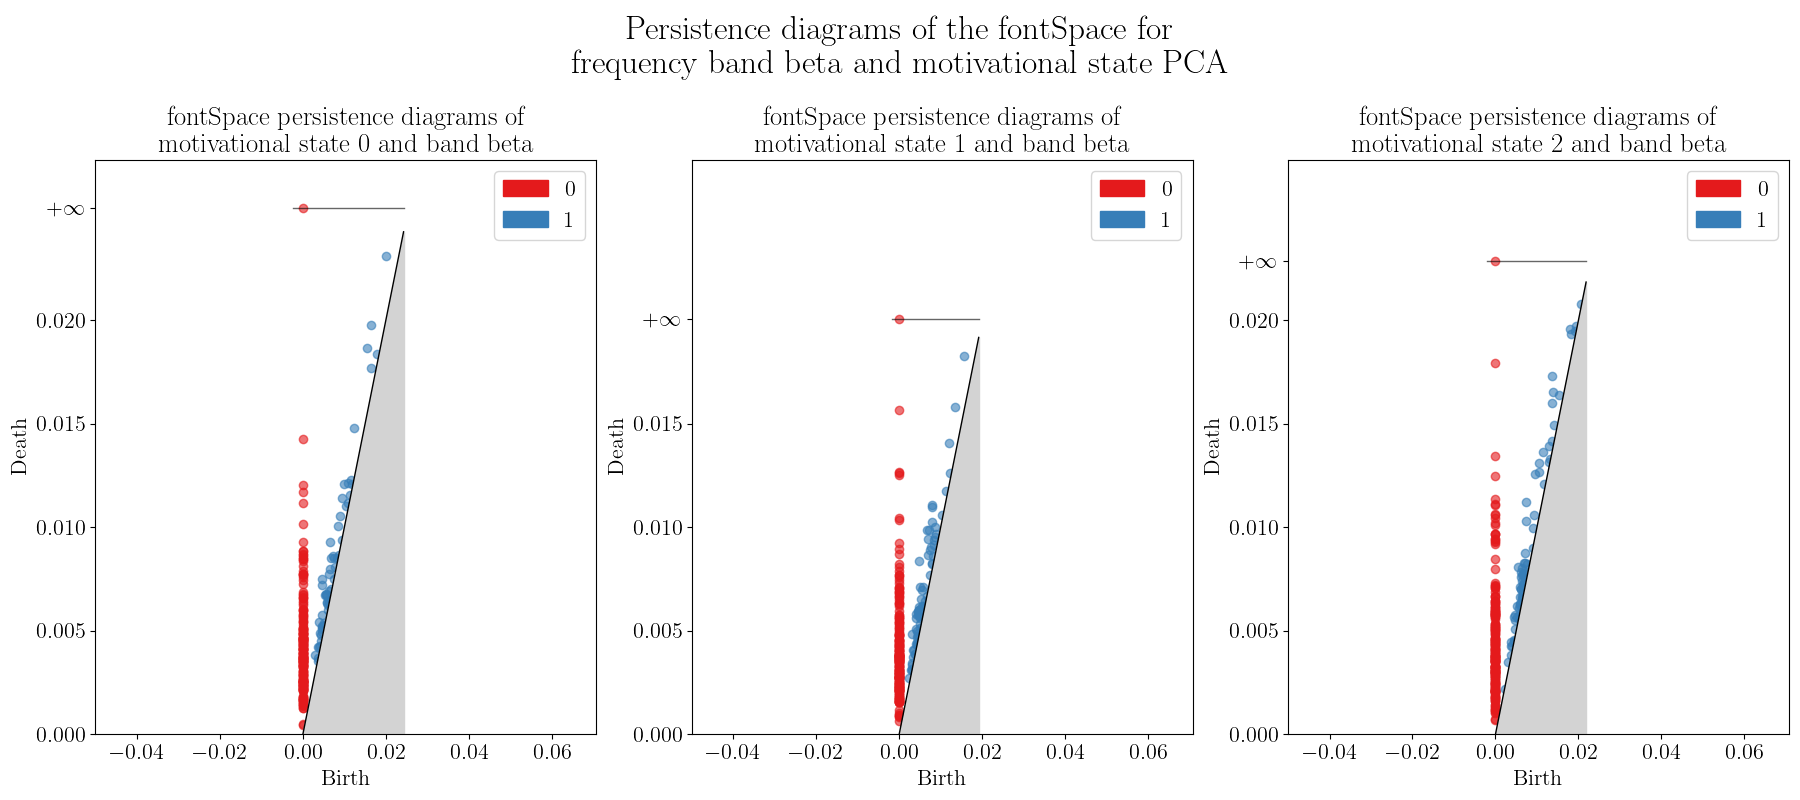 Persistence diagrams of the fontSpace for
frequency band beta and motivational state PCA
fontSpace persistence diagrams of
motivational state 0 and band beta
0
1
+∞
0.020
0.015
0.010
0.005
0.000
Death
−0.04
−0.02
0.00
0.02
0.04
0.06
Birth
fontSpace persistence diagrams of
motivational state 1 and band beta
0
1
+∞
0.015
0.010
0.005
0.000
Death
−0.04
−0.02
0.00
0.02
0.04
0.06
Birth
fontSpace persistence diagrams of
motivational state 2 and band beta
0
1
+∞
0.020
0.015
0.010
0.005
0.000
Death
−0.04
−0.02
0.00
0.02
0.04
0.06
Birth